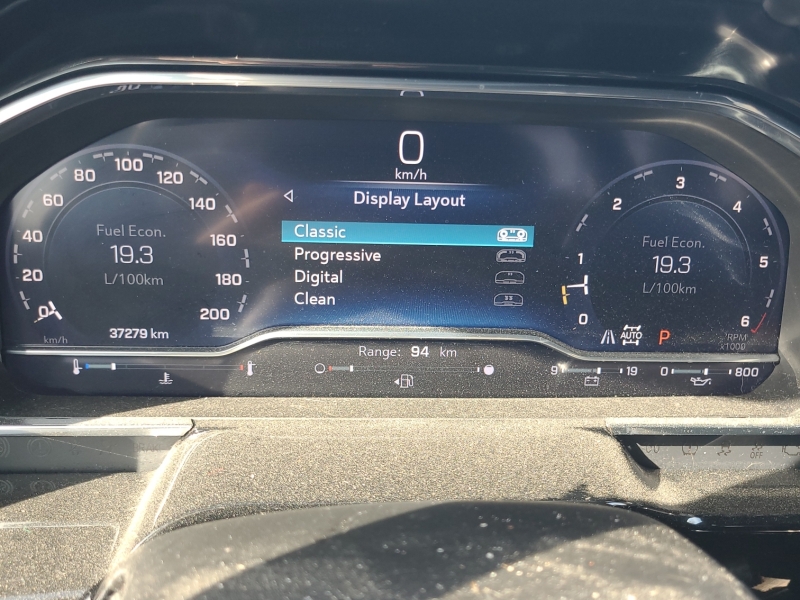 0
km/h
Display Layout
Classic
Progressive
Digital
Clean
0
20
40
60
80
100
120
140
160
180
200
km/h
Fuel Econ.
19.3
L/100km
37279 km
0
1
2
3
4
5
6
RPM
x1000
Fuel Econ.
19.3
L/100km
AUTO
P
Range: 94 km
9 19
0 800
OFF